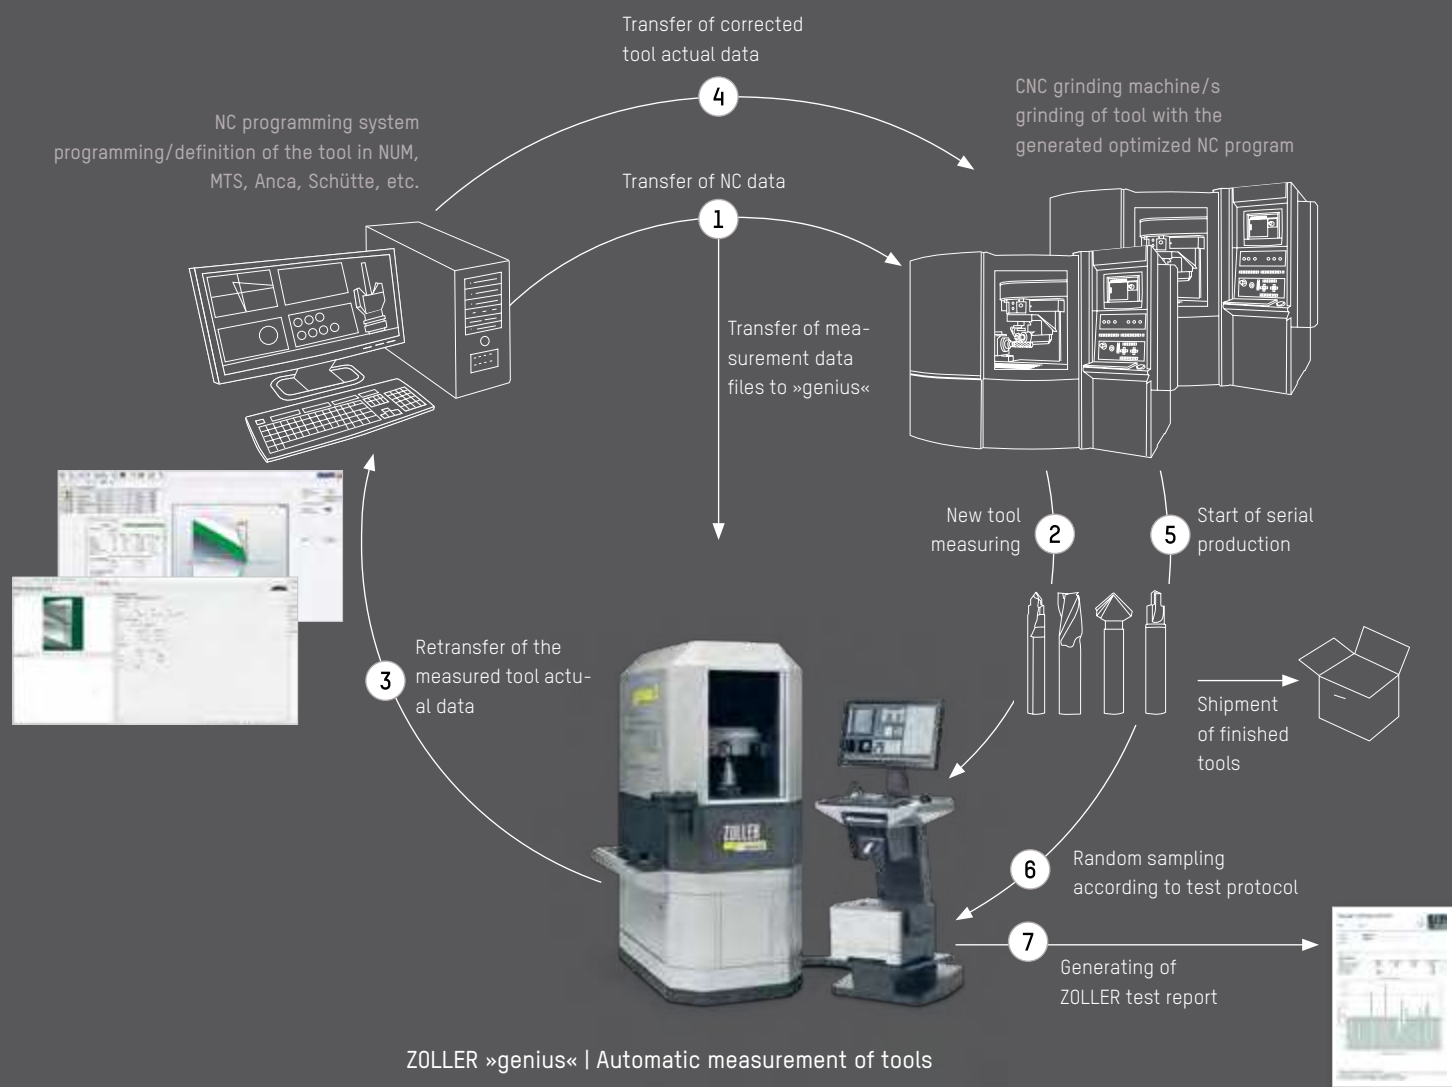 Transfer of corrected
tool actual data
4
NC programming system
programming/definition of the tool in NUM,
MTS, Anca, Schütte, etc.
CNC grinding machine/s
grinding of tool with the
generated optimized NC program
Transfer of NC data
1
Transfer of mea-
surement data
files to »genius«
New tool
measuring
2
5
Start of serial
production
3
Retransfer of the
measured tool actu-
al data
Shipment
of finished
tools
ZOLLER
6
Random sampling
according to test protocol
7
Generating of
ZOLLER test report
ZOLLER »genius« | Automatic measurement of tools